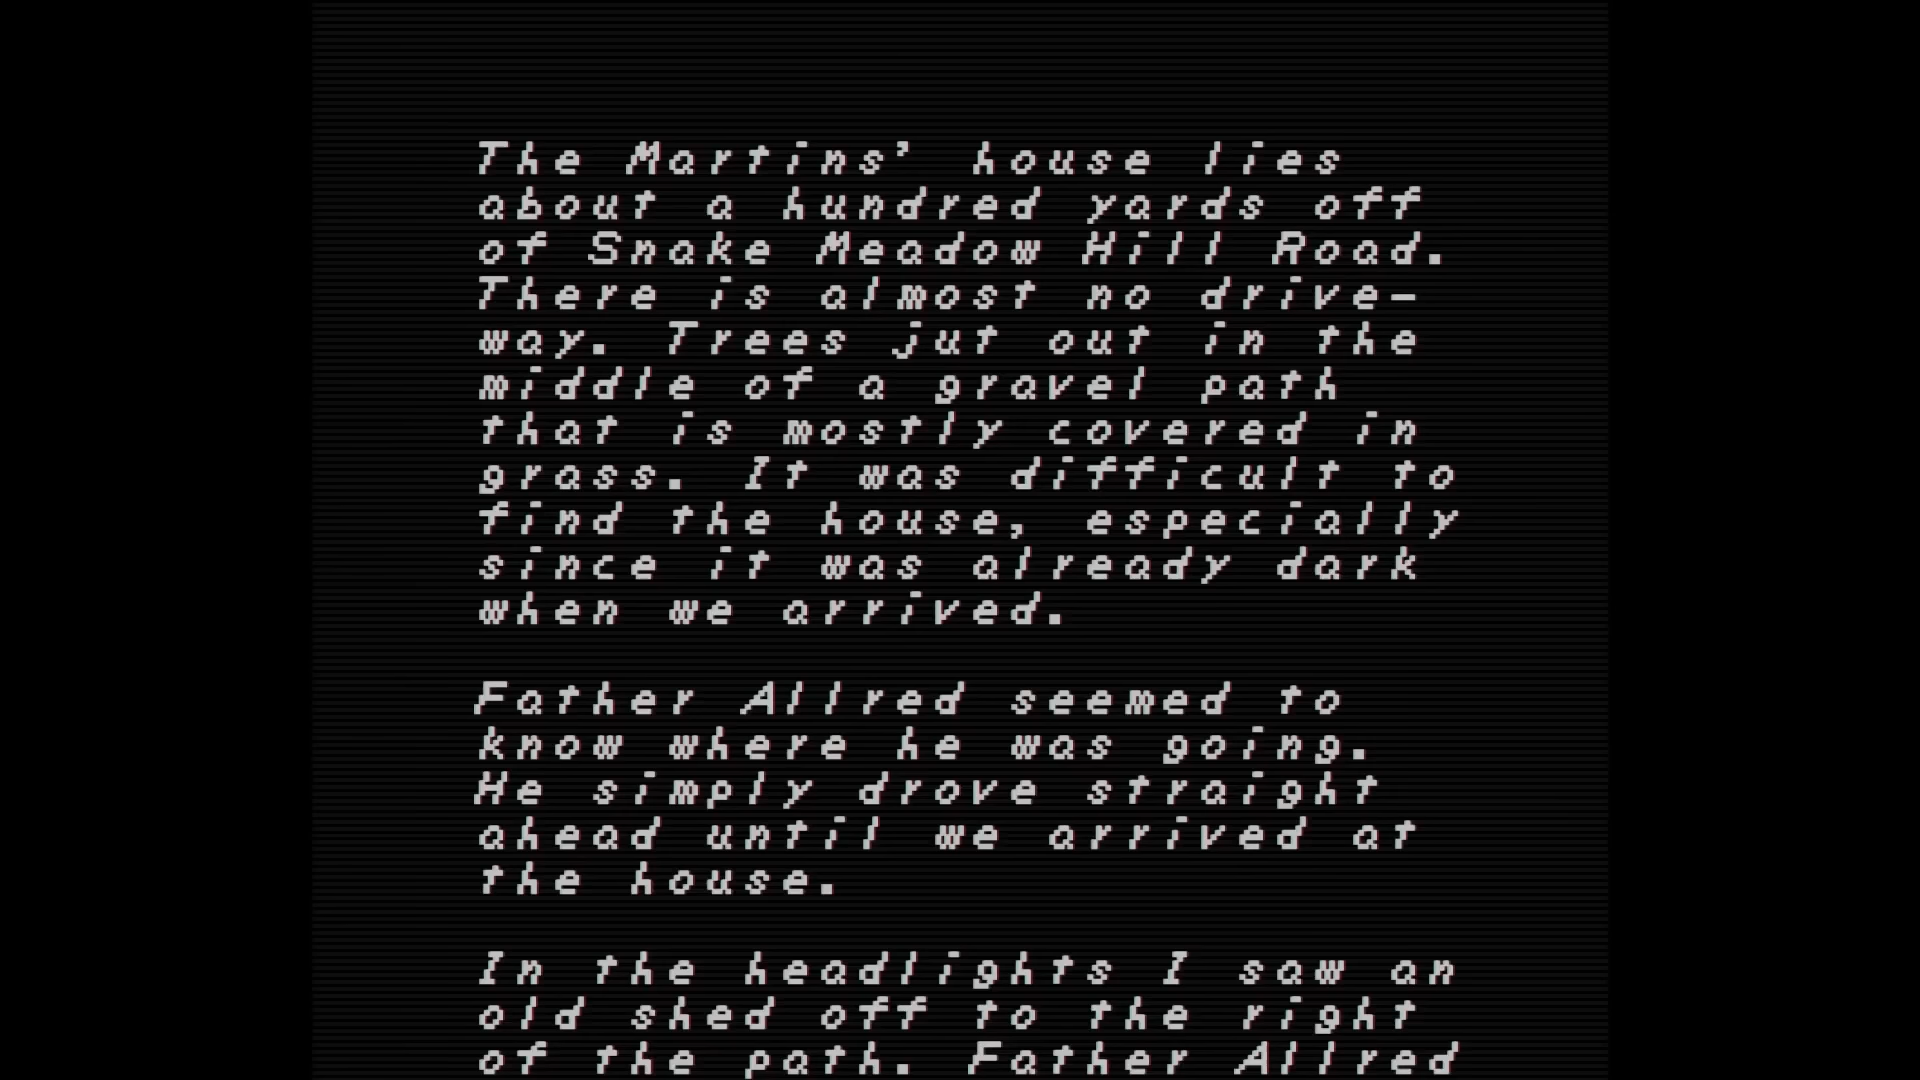 The Martins' house lies
about a hundred yards off
of Snake Meadow Hill Road.
There is almost no drive-
way. Trees jut out in the
middle of a gravel path
that is mostly covered in
grass. It was difficult to
find the house, especially
since it was already dark
when we arrived.
Father Allred seemed to
know where he was going.
He simply drove straight
ahead until we arrived at
the house.
In the headlights I saw an
old shed off to the right
of the path. Father Allred